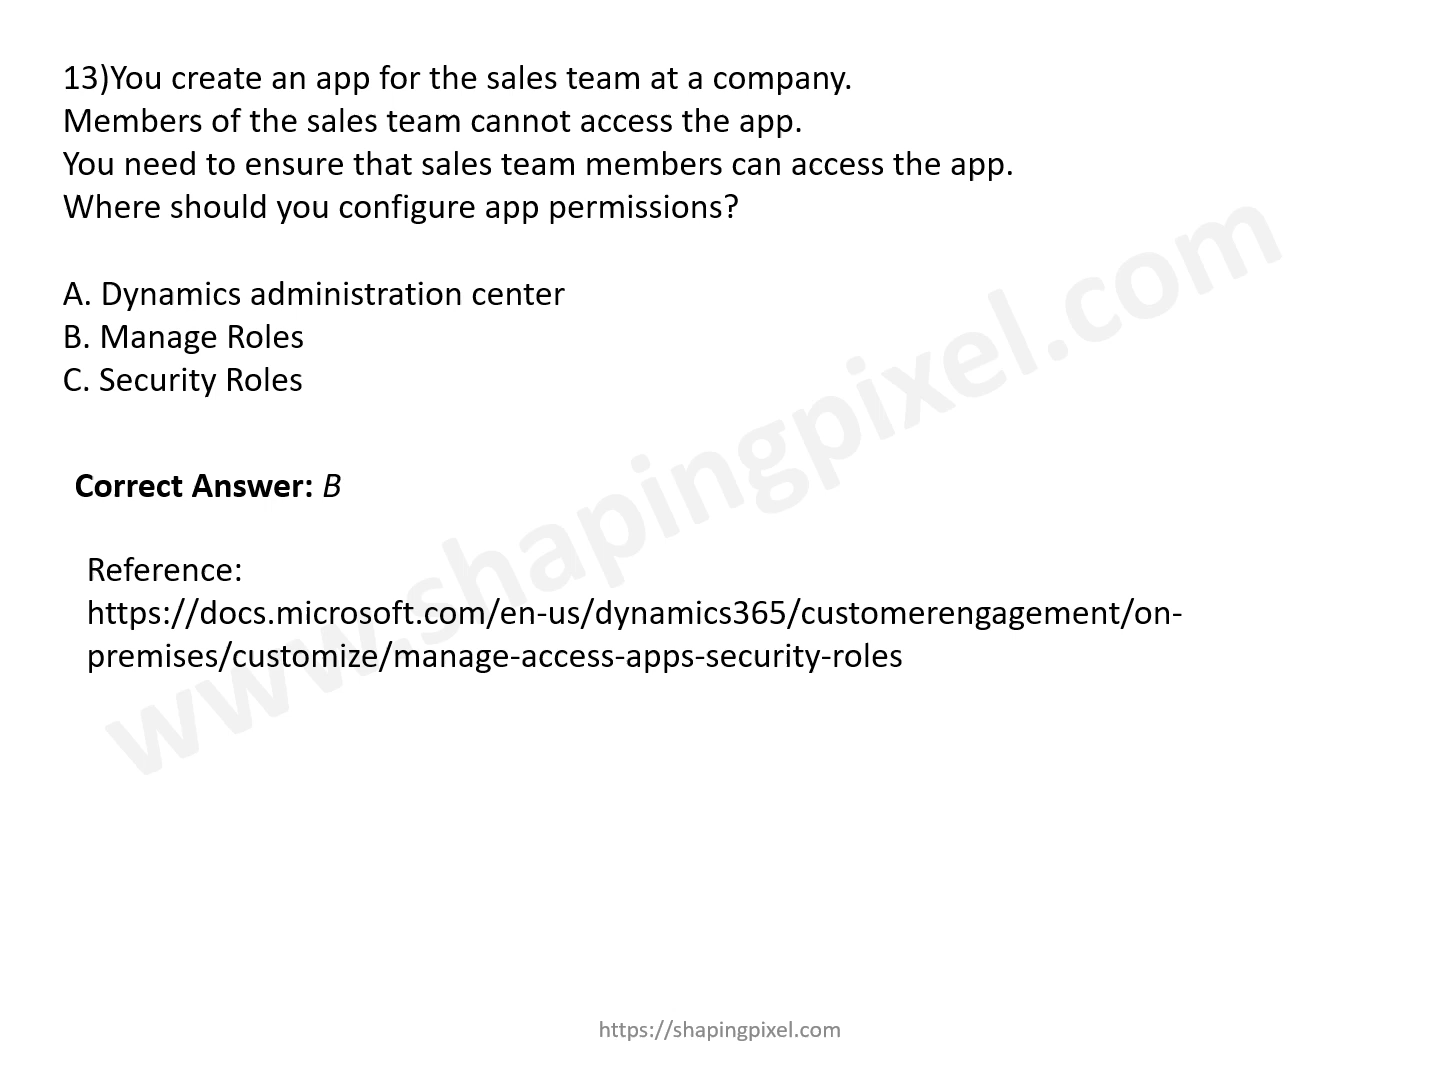 13)You create an app for the sales team at a company.
Members of the sales team cannot access the app.
You need to ensure that sales team members can access the app.
Where should you configure app permissions?
A. Dynamics administration center
B. Manage Roles
C. Security Roles
Correct Answer: B
Reference:
https://docs.microsoft.com/en-us/dynamics365/customerengagement/on-
premises/customize/manage-access-apps-security-roles
www.shapingpixel.com
https://shapingpixel.com